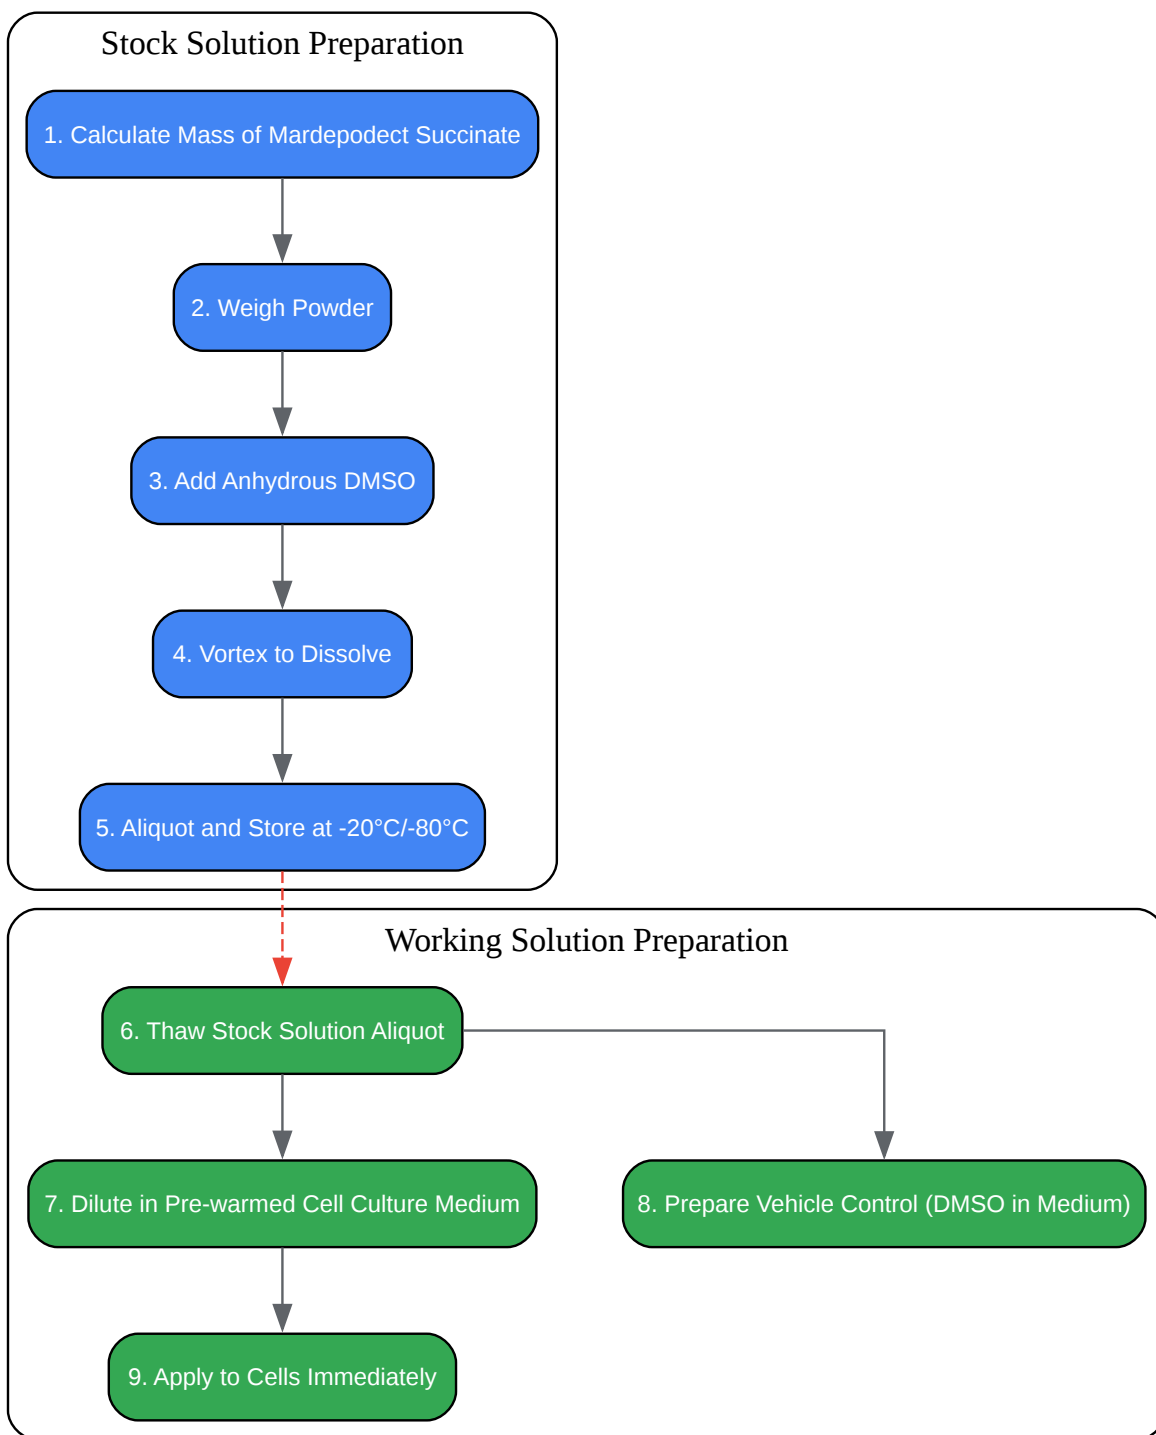 Stock Solution Preparation
1. Calculate Mass of Mardepodect Succinate
2. Weigh Powder
3. Add Anhydrous DMSO
4. Vortex to Dissolve
5. Aliquot and Store at -20°C/-80°C
Working Solution Preparation
6. Thaw Stock Solution Aliquot
7. Dilute in Pre-warmed Cell Culture Medium
8. Prepare Vehicle Control (DMSO in Medium)
9. Apply to Cells Immediately